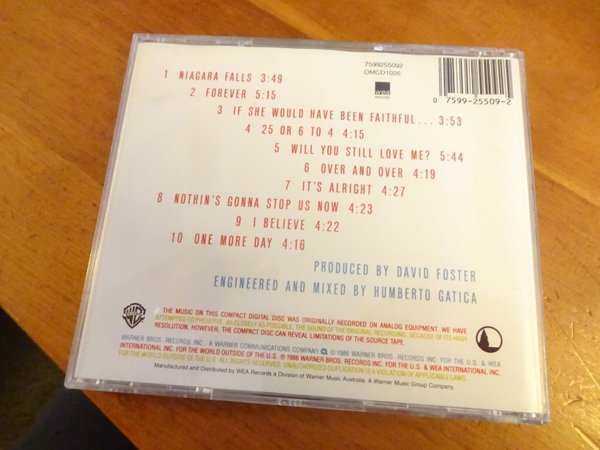 7599255092
OMCD1026
wea
0 7599-25509-2
1 NIAGARA FALLS 3:49
2 FOREVER 5:15
3 IF SHE WOULD HAVE BEEN FAITHFUL... 3:53
4 25 OR 6 TO 4 4:15
5 WILL YOU STILL LOVE ME? 5:44
6 OVER AND OVER 4:19
7 IT'S ALRIGHT 4:27
8 NOTHIN'S GONNA STOP US NOW 4:23
9 I BELIEVE 4:22
10 ONE MORE DAY 4:16
PRODUCED BY DAVID FOSTER
ENGINEERED AND MIXED BY HUMBERTO GATICA
THE MUSIC ON THIS COMPACT DIGITAL DISC WAS ORIGINALLY RECORDED ON ANALOG EQUIPMENT. WE HAVE
ATTEMPTED TO PRESERVE, AS CLOSELY AS POSSIBLE, THE SOUND OF THE ORIGINAL RECORDING. BECAUSE OF ITS HIGH
RESOLUTION, HOWEVER, THE COMPACT DISC CAN REVEAL LIMITATIONS OF THE SOURCE TAPE.
WARNER BROS. RECORDS INC., A WARNER COMMUNICATIONS COMPANY © 1986 WARNER BROS. RECORDS INC. FOR THE U.S. & WEA
INTERNATIONAL INC. FOR THE WORLD OUTSIDE OF THE U.S. ℗ 1986 WARNER BROS. RECORDS INC. FOR THE U.S. & WEA INTERNATIONAL INC.
FOR THE WORLD OUTSIDE OF THE U.S. ALL RIGHTS RESERVED. UNAUTHORIZED DUPLICATION IS A VIOLATION OF APPLICABLE LAWS.
Manufactured and Distributed by WEA Records a Division of Warner Music Australia. A Warner Music Group Company.